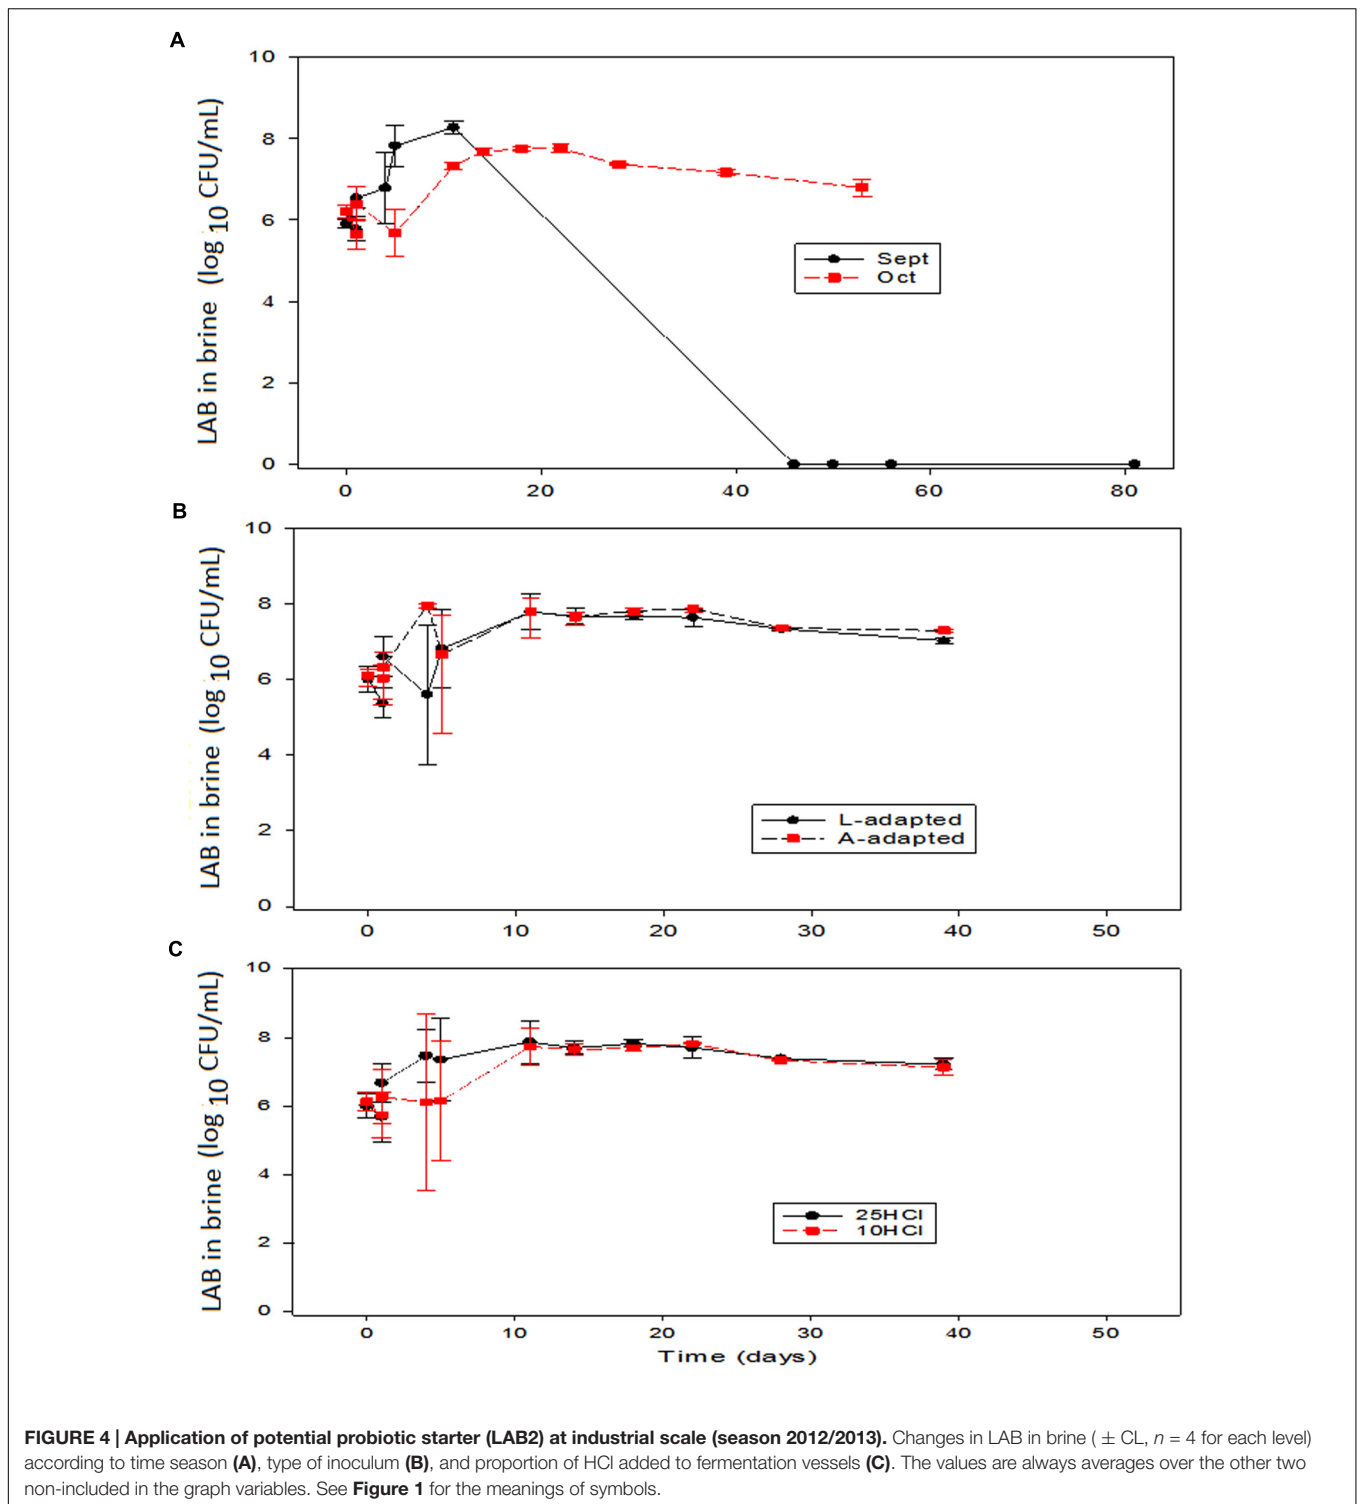 A
10
8
6
4
2
0
LAB in brine (log 10 CFU/mL)
Sept
Oct
0 20 40 60 80
B
10
8
6
4
2
0
LAB in brine (log 10 CFU/mL)
L-adapted
A-adapted
0 10 20 30 40 50
C
10
8
6
4
2
0
LAB in brine (log 10 CFU/mL)
25HCl
10HCl
0 10 20 30 40 50
Time (days)
FIGURE 4 | Application of potential probiotic starter (LAB2) at industrial scale (season 2012/2013). Changes in LAB in brine ( ± CL, n = 4 for each level)
according to time season (A), type of inoculum (B), and proportion of HCl added to fermentation vessels (C). The values are always averages over the other two
non-included in the graph variables. See Figure 1 for the meanings of symbols.